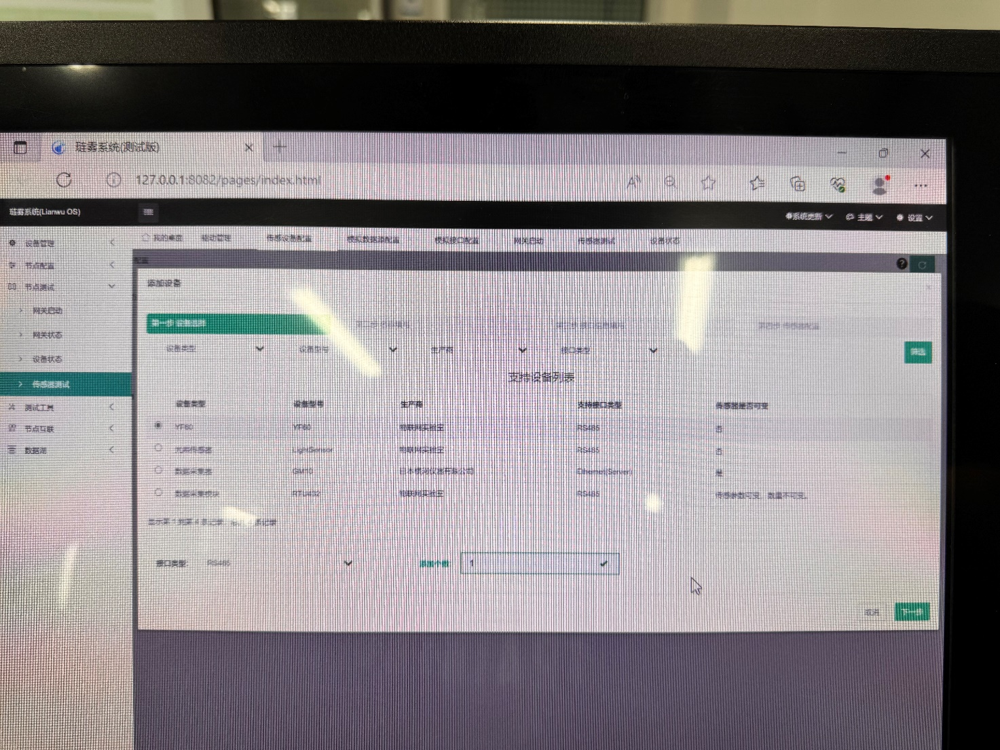 琏雾系统(测试版)
127.0.0.1:8082/pages/index.html
琏雾系统(Lianwu OS)
系统更新 主题 设置
设备管理
节点配置
节点测试
网关启动
网关状态
设备状态
传感器测试
测试工具
节点互联
数据湖
我的桌面 驱动管理 传感设备配置 模拟数据源配置 模拟接口配置 网关启动 传感器测试 设备状态
配置
添加设备
第一步 设备选择 第四步 传感器配置
设备类型 设备型号 生产商 接口类型 筛选
支持设备列表
设备类型 设备型号 生产商 支持接口类型 传感器是否可变
YF60 YF60 物联网实验室 RS485 否
光照传感器 LightSensor 物联网实验室 RS485 否
数据采集器 GM10 日本横河仪器有限公司 Ethernet(Server) 是
数据采集模块 物联网实验室 RS485 传感参数可变，数量不可变。
显示第 1 到第 4 条记录 条记录
接口类型: RS485 添加个数: 1
取消 下一步